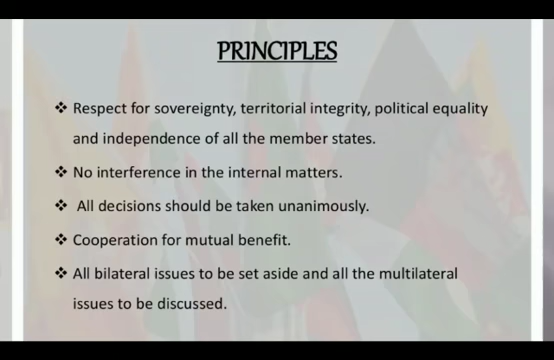 PRINCIPLES
❖ Respect for sovereignty, territorial integrity, political equality
and independence of all the member states.
❖ No interference in the internal matters.
❖ All decisions should be taken unanimously.
❖ Cooperation for mutual benefit.
❖ All bilateral issues to be set aside and all the multilateral
issues to be discussed.